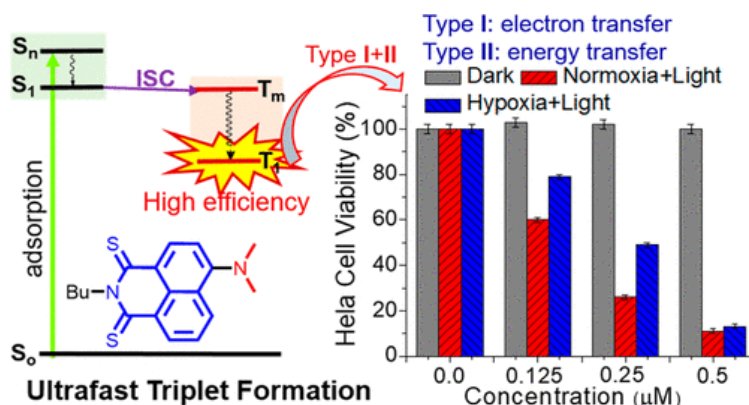 Sn
S1
ISC
Tm
T1
High efficiency
adsorption
S
S
Bu
N
N
So
Ultrafast Triplet Formation
Type I+II
Type I: electron transfer
Type II: energy transfer
Dark
Normoxia+Light
Hypoxia+Light
Hela Cell Viability (%)
100
80
60
40
20
0
0.0
0.125
0.25
0.5
Concentration (μM)